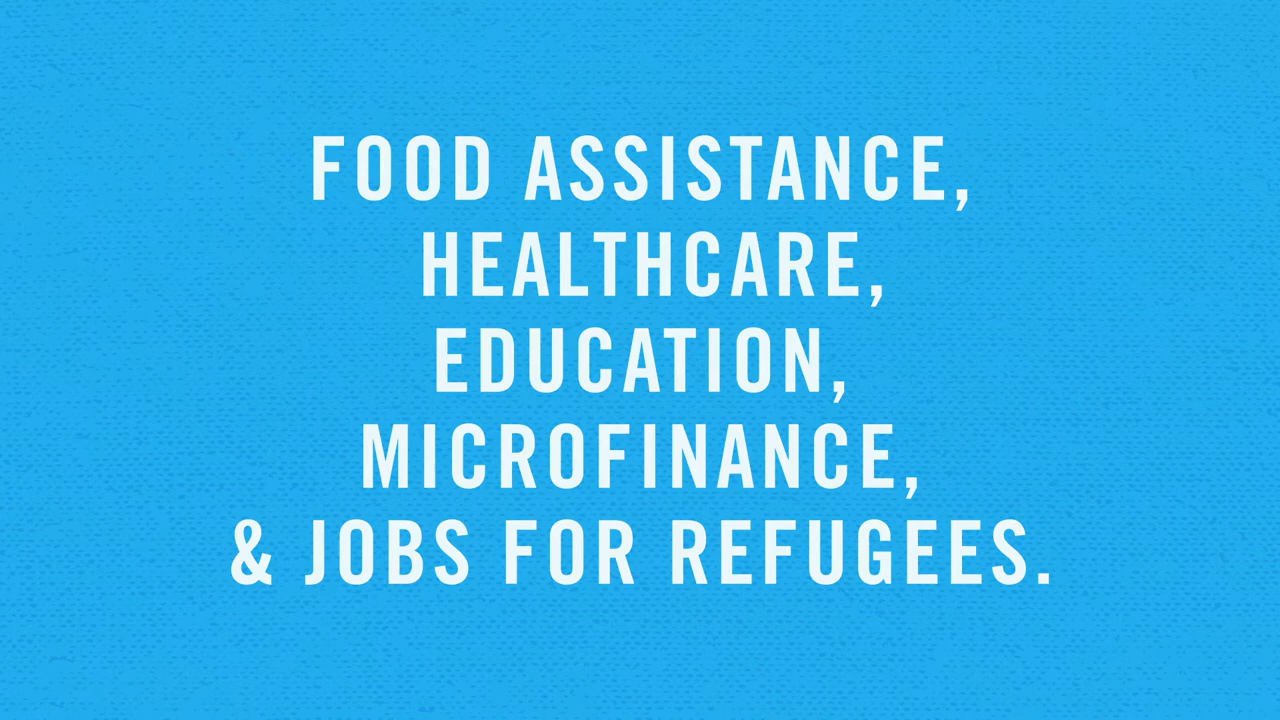 FOOD ASSISTANCE,
HEALTHCARE,
EDUCATION,
MICROFINANCE,
& JOBS FOR REFUGEES.